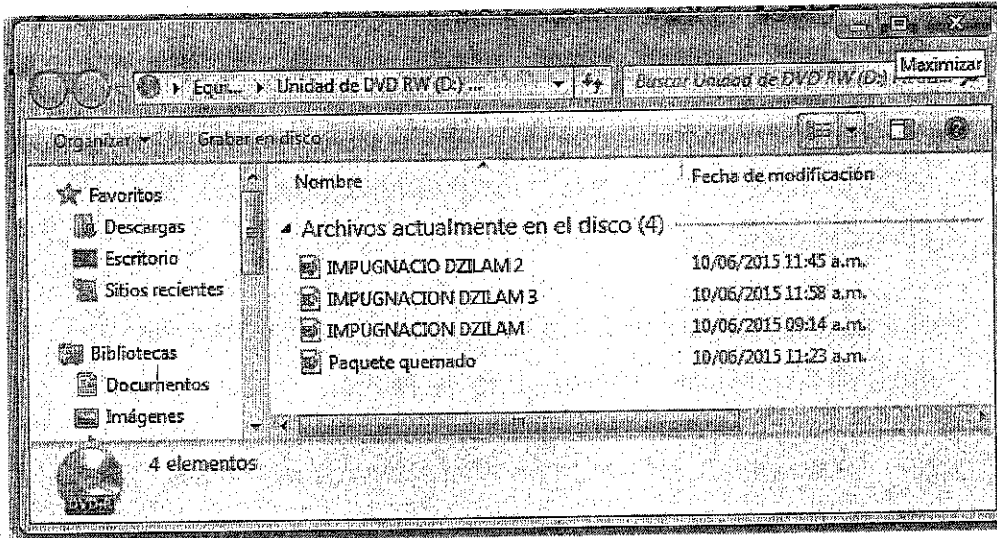 Maximizar
Equi... ▸ Unidad de DVD RW (D:) ...
Buscar Unidad de DVD RW (D:)
Organizar
Grabar en disco
Nombre
Fecha de modificación
Favoritos
Descargas
Escritorio
Sitios recientes
Bibliotecas
Documentos
Imágenes
Archivos actualmente en el disco (4)
IMPUGNACIO DZILAM 2 10/06/2015 11:45 a.m.
IMPUGNACION DZILAM 3 10/06/2015 11:58 a.m.
IMPUGNACION DZILAM 10/06/2015 09:14 a.m.
Paquete quemado 10/06/2015 11:23 a.m.
4 elementos